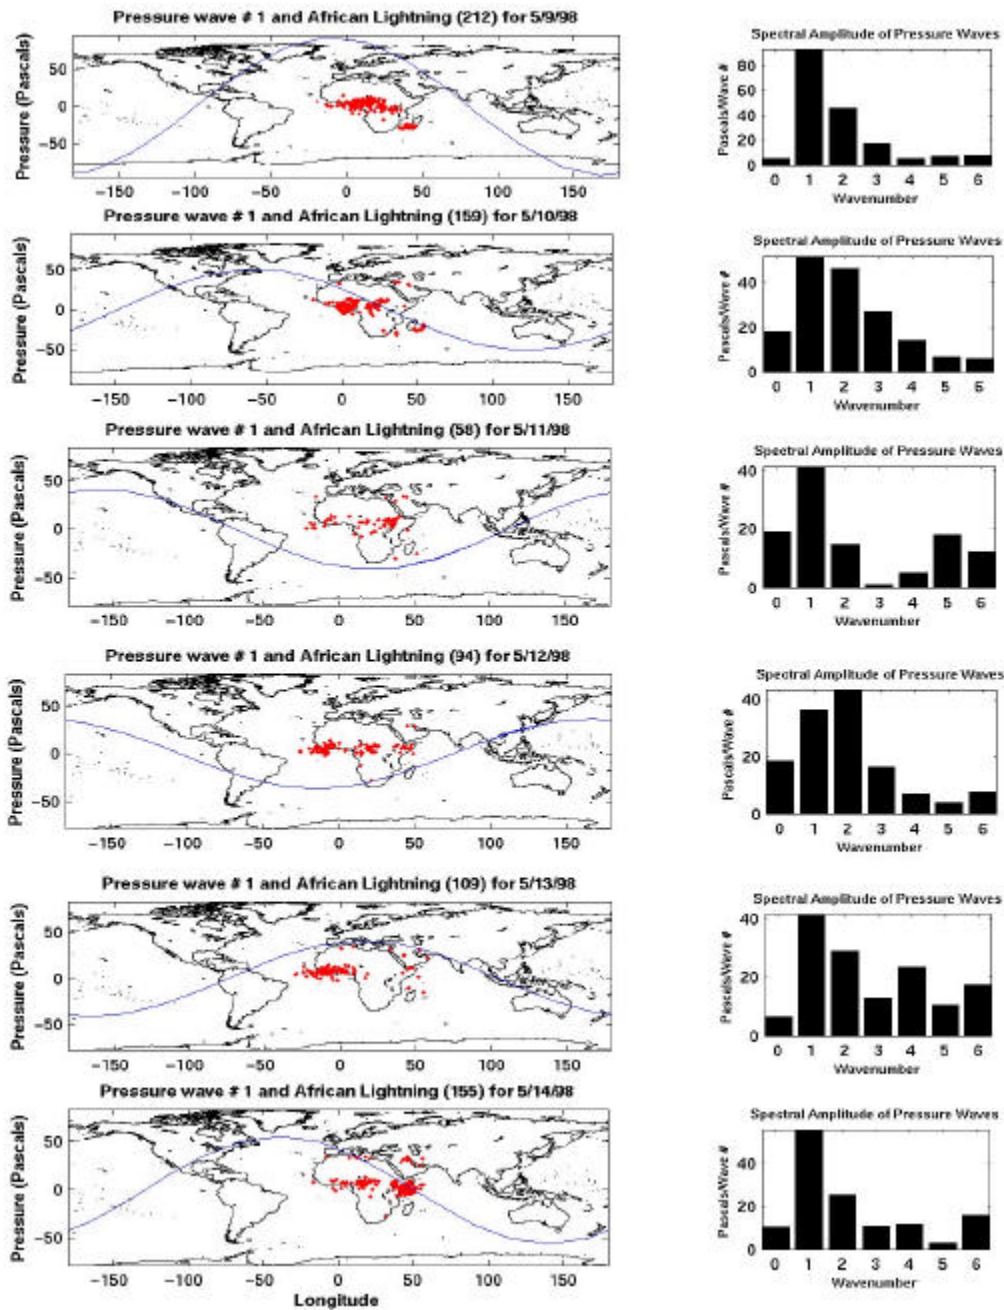 Pressure wave # 1 and African Lightning (212) for 5/9/98
Pressure (Pascals)
50
0
−50
−150 −100 −50 0 50 100 150
Spectral Amplitude of Pressure Waves
Pascals/Wave #
80
60
40
20
0
0 1 2 3 4 5 6
Wavenumber
Pressure wave # 1 and African Lightning (159) for 5/10/98
Pressure (Pascals)
50
0
−50
−150 −100 −50 0 50 100 150
Spectral Amplitude of Pressure Waves
Pascals/Wave #
40
20
0
0 1 2 3 4 5 6
Wavenumber
Pressure wave # 1 and African Lightning (58) for 5/11/98
Pressure (Pascals)
50
0
−50
−150 −100 −50 0 50 100 150
Spectral Amplitude of Pressure Waves
Pascals/Wave #
40
20
0
0 1 2 3 4 5 6
Wavenumber
Pressure wave # 1 and African Lightning (94) for 5/12/98
Pressure (Pascals)
50
0
−50
−150 −100 −50 0 50 100 150
Spectral Amplitude of Pressure Waves
Pascals/Wave #
40
20
0
0 1 2 3 4 5 6
Wavenumber
Pressure wave # 1 and African Lightning (109) for 5/13/98
Pressure (Pascals)
50
0
−50
−150 −100 −50 0 50 100 150
Spectral Amplitude of Pressure Waves
Pascals/Wave #
40
20
0
0 1 2 3 4 5 6
Wavenumber
Pressure wave # 1 and African Lightning (155) for 5/14/98
Pressure (Pascals)
50
0
−50
−150 −100 −50 0 50 100 150
Longitude
Spectral Amplitude of Pressure Waves
Pascals/Wave #
40
20
0
0 1 2 3 4 5 6
Wavenumber